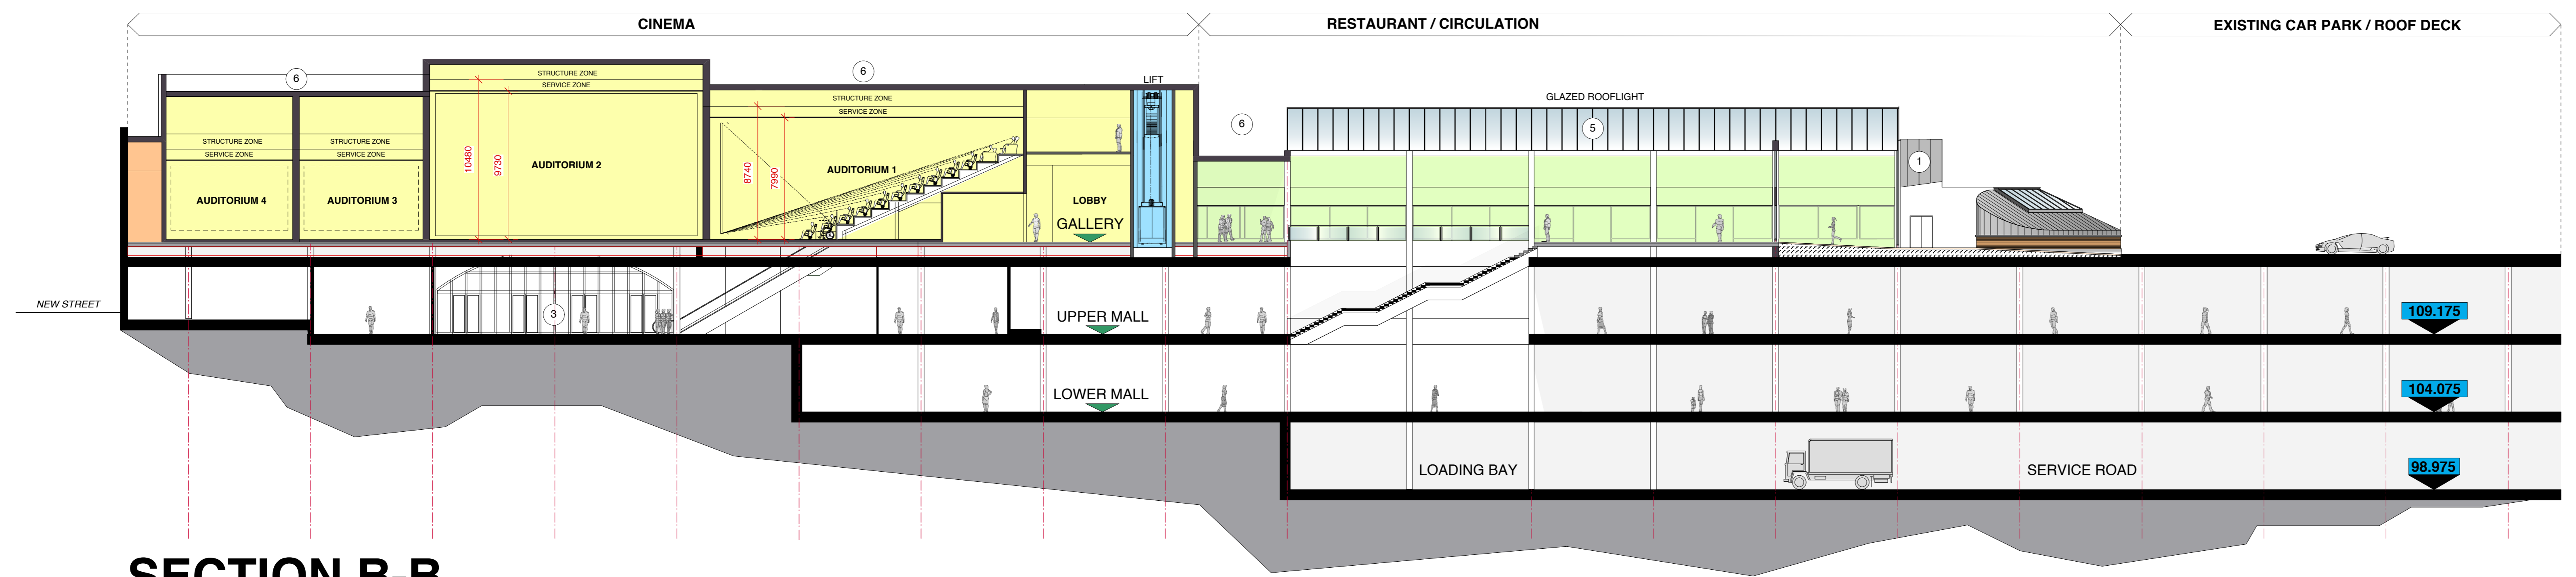 CINEMA
RESTAURANT / CIRCULATION
EXISTING CAR PARK / ROOF DECK
6
STRUCTURE ZONE
SERVICE ZONE
6
LIFT
STRUCTURE ZONE
SERVICE ZONE
GLAZED ROOFLIGHT
6
5
STRUCTURE ZONE
SERVICE ZONE
STRUCTURE ZONE
SERVICE ZONE
10480
9730
AUDITORIUM 2
8740
7990
AUDITORIUM 1
1
AUDITORIUM 4
AUDITORIUM 3
LOBBY
GALLERY
NEW STREET
3
UPPER MALL
109.175
LOWER MALL
104.075
LOADING BAY
SERVICE ROAD
98.975
SECTION B-B